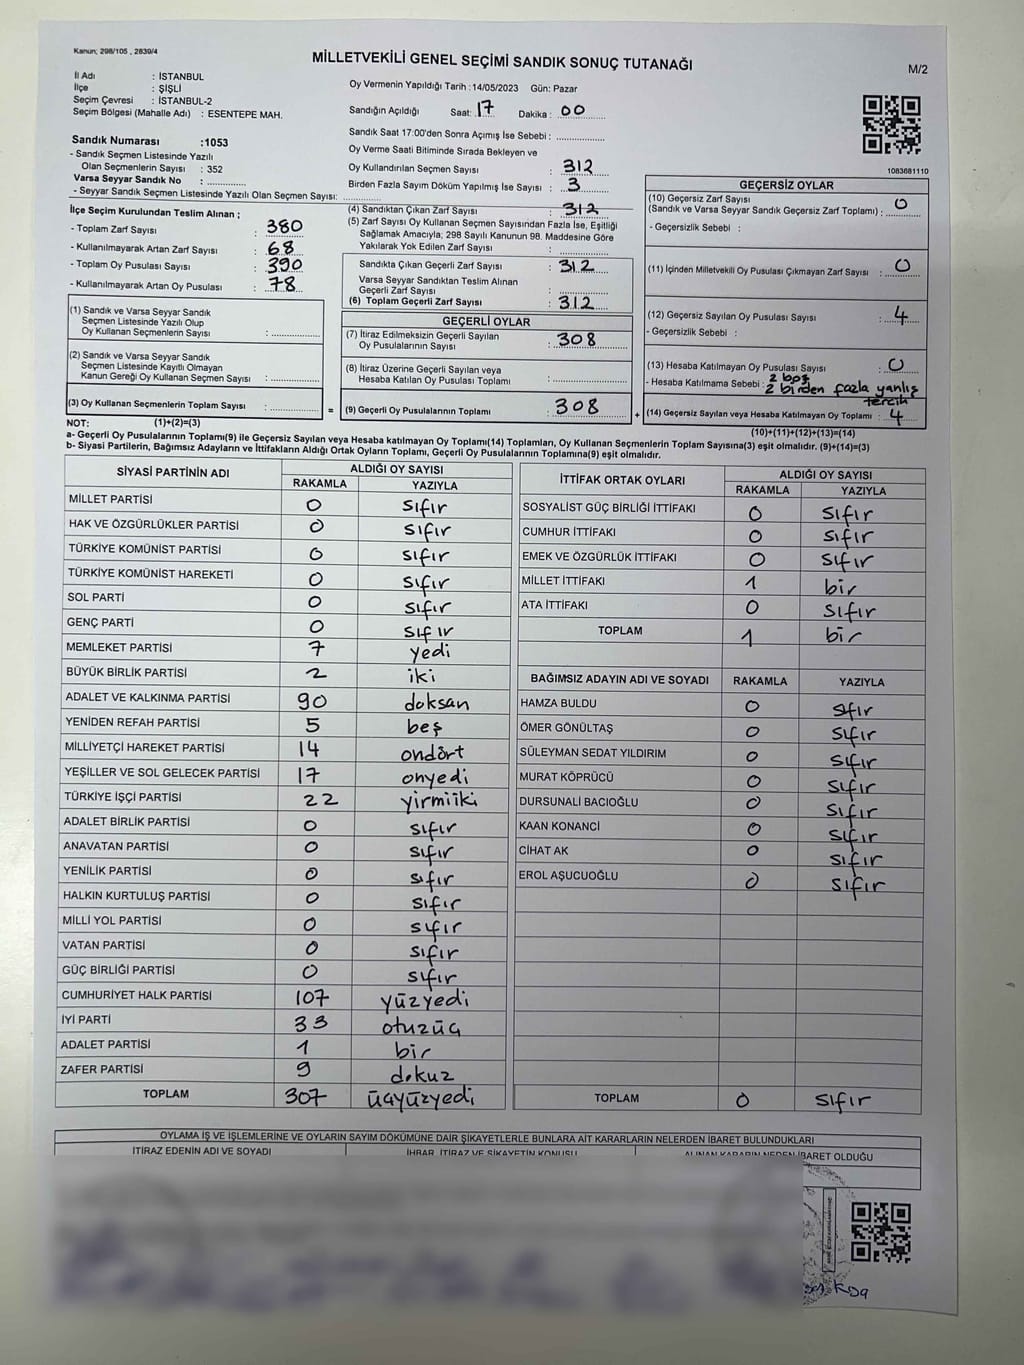 Kanun; 298/105 , 2839/4
MİLLETVEKİLİ GENEL SEÇİMİ SANDIK SONUÇ TUTANAĞI
M/2
İl Adı : İSTANBUL
İlçe : ŞİŞLİ
Seçim Çevresi : İSTANBUL-2
Seçim Bölgesi (Mahalle Adı) : ESENTEPE MAH.
Sandık Numarası :1053
- Sandık Seçmen Listesinde Yazılı
Olan Seçmenlerin Sayısı : 352
Varsa Seyyar Sandık No : ..............
- Seyyar Sandık Seçmen Listesinde Yazılı Olan Seçmen Sayısı: ..............
Oy Vermenin Yapıldığı Tarih :14/05/2023 Gün: Pazar
Sandığın Açıldığı Saat: 17 Dakika : 00
Sandık Saat 17:00'den Sonra Açımış İse Sebebi : ..............
Oy Verme Saati Bitiminde Sırada Bekleyen ve
Oy Kullandırılan Seçmen Sayısı : 312
Birden Fazla Sayım Döküm Yapılmış İse Sayısı : 3
1083681110
İlçe Seçim Kurulundan Teslim Alınan ;
- Toplam Zarf Sayısı : 380
- Kullanılmayarak Artan Zarf Sayısı : 68
- Toplam Oy Pusulası Sayısı : 390
- Kullanılmayarak Artan Oy Pusulası : 78
(4) Sandıktan Çıkan Zarf Sayısı : 312
(5) Zarf Sayısı Oy Kullanan Seçmen Sayısından Fazla İse, Eşitliği
Sağlamak Amacıyla; 298 Sayılı Kanunun 98. Maddesine Göre
Yakılarak Yok Edilen Zarf Sayısı : ..............
Sandıkta Çıkan Geçerli Zarf Sayısı : 312
Varsa Seyyar Sandıktan Teslim Alınan
Geçerli Zarf Sayısı : ..............
(6) Toplam Geçerli Zarf Sayısı : 312
GEÇERSİZ OYLAR
(10) Geçersiz Zarf Sayısı
(Sandık ve Varsa Seyyar Sandık Geçersiz Zarf Toplamı) : 0
- Geçersizlik Sebebi :
(11) İçinden Milletvekili Oy Pusulası Çıkmayan Zarf Sayısı : 0
(12) Geçersiz Sayılan Oy Pusulası Sayısı : 4
- Geçersizlik Sebebi :
(13) Hesaba Katılmayan Oy Pusulası Sayısı : 0
- Hesaba Katılmama Sebebi : 2 boş
2 birden fazla yanlış
tercih
(14) Geçersiz Sayılan veya Hesaba Katılmayan Oy Toplamı : 4
(10)+(11)+(12)+(13)=(14)
(1) Sandık ve Varsa Seyyar Sandık
Seçmen Listesinde Yazılı Olup
Oy Kullanan Seçmenlerin Sayısı : ..............
(2) Sandık ve Varsa Seyyar Sandık
Seçmen Listesinde Kayıtlı Olmayan
Kanun Gereği Oy Kullanan Seçmen Sayısı : ..............
(3) Oy Kullanan Seçmenlerin Toplam Sayısı : ..............
=
GEÇERLİ OYLAR
(7) İtiraz Edilmeksizin Geçerli Sayılan
Oy Pusulalarının Sayısı : 308
(8) İtiraz Üzerine Geçerli Sayılan veya
Hesaba Katılan Oy Pusulası Toplamı : ..............
(9) Geçerli Oy Pusulalarının Toplamı : 308
+
NOT: (1)+(2)=(3)
a- Geçerli Oy Pusulalarının Toplamı(9) ile Geçersiz Sayılan veya Hesaba katılmayan Oy Toplamı(14) Toplamları, Oy Kullanan Seçmenlerin Toplam Sayısına(3) eşit olmalıdır. (9)+(14)=(3)
b- Siyasi Partilerin, Bağımsız Adayların ve İttifakların Aldığı Ortak Oyların Toplamı, Geçerli Oy Pusulalarının Toplamına(9) eşit olmalıdır.
SİYASİ PARTİNİN ADI ALDIĞI OY SAYISI
RAKAMLA YAZIYLA
MİLLET PARTİSİ 0 sıfır
HAK VE ÖZGÜRLÜKLER PARTİSİ 0 sıfır
TÜRKİYE KOMÜNİST PARTİSİ 0 sıfır
TÜRKİYE KOMÜNİST HAREKETİ 0 sıfır
SOL PARTİ 0 sıfır
GENÇ PARTİ 0 sıfır
MEMLEKET PARTİSİ 7 yedi
BÜYÜK BİRLİK PARTİSİ 2 iki
ADALET VE KALKINMA PARTİSİ 90 doksan
YENİDEN REFAH PARTİSİ 5 beş
MİLLİYETÇİ HAREKET PARTİSİ 14 ondört
YEŞİLLER VE SOL GELECEK PARTİSİ 17 onyedi
TÜRKİYE İŞÇİ PARTİSİ 22 yirmiiki
ADALET BİRLİK PARTİSİ 0 sıfır
ANAVATAN PARTİSİ 0 sıfır
YENİLİK PARTİSİ 0 sıfır
HALKIN KURTULUŞ PARTİSİ 0 sıfır
MİLLİ YOL PARTİSİ 0 sıfır
VATAN PARTİSİ 0 sıfır
GÜÇ BİRLİĞİ PARTİSİ 0 sıfır
CUMHURİYET HALK PARTİSİ 107 yüzyedi
İYİ PARTİ 33 otuzüç
ADALET PARTİSİ 1 bir
ZAFER PARTİSİ 9 dokuz
TOPLAM 307 üçyüzyedi
İTTİFAK ORTAK OYLARI ALDIĞI OY SAYISI
RAKAMLA YAZIYLA
SOSYALİST GÜÇ BİRLİĞİ İTTİFAKI 0 sıfır
CUMHUR İTTİFAKI 0 sıfır
EMEK VE ÖZGÜRLÜK İTTİFAKI 0 sıfır
MİLLET İTTİFAKI 1 bir
ATA İTTİFAKI 0 sıfır
TOPLAM 1 bir
BAĞIMSIZ ADAYIN ADI VE SOYADI RAKAMLA YAZIYLA
HAMZA BULDU 0 sıfır
ÖMER GÖNÜLTAŞ 0 sıfır
SÜLEYMAN SEDAT YILDIRIM 0 sıfır
MURAT KÖPRÜCÜ 0 sıfır
DURSUNALİ BACIOĞLU 0 sıfır
KAAN KONANCİ 0 sıfır
CİHAT AK 0 sıfır
EROL AŞUCUOĞLU 0 sıfır
TOPLAM 0 sıfır
OYLAMA İŞ VE İŞLEMLERİNE VE OYLARIN SAYIM DÖKÜMÜNE DAİR ŞİKAYETLERLE BUNLARA AİT KARARLARIN NELERDEN İBARET BULUNDUKLARI
İTİRAZ EDENİN ADI VE SOYADI İHBAR, İTİRAZ VE ŞİKAYETİN KONUSU ALINAN KARARIN NEDEN İBARET OLDUĞU